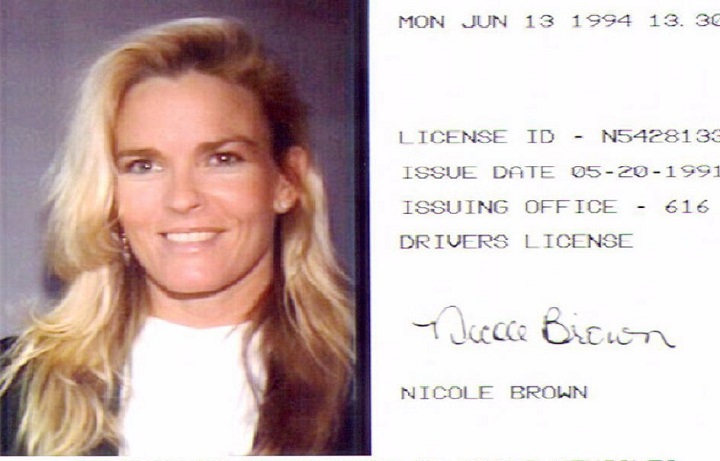 MON JUN 13 1994 13.30
LICENSE ID - N5428133
ISSUE DATE 05-20-1991
ISSUING OFFICE - 616
DRIVERS LICENSE
Nicole Brown
NICOLE BROWN